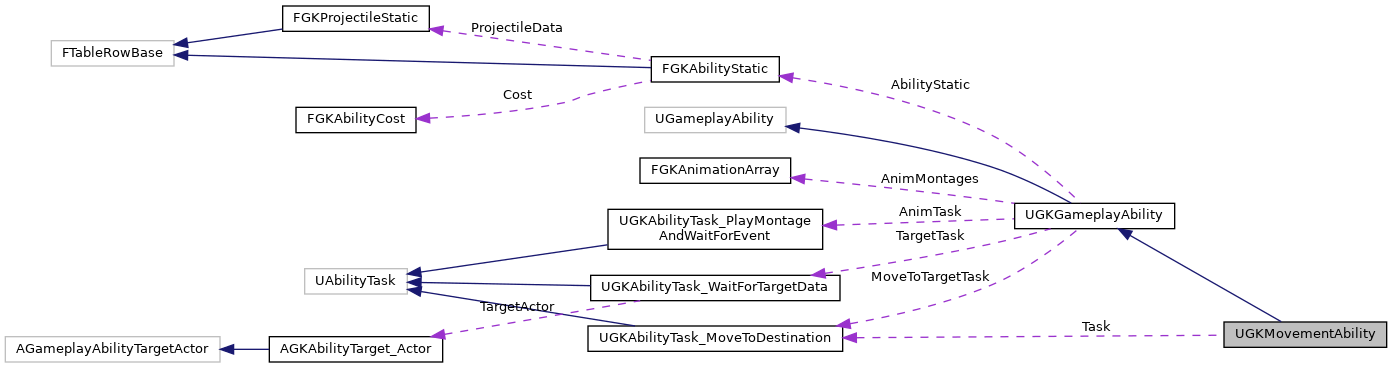 FGKProjectileStatic
ProjectileData
FTableRowBase
FGKAbilityStatic
AbilityStatic
Cost
FGKAbilityCost
UGameplayAbility
FGKAnimationArray
AnimMontages
UGKGameplayAbility
UGKAbilityTask_PlayMontage
AndWaitForEvent
AnimTask
TargetTask
UAbilityTask
UGKAbilityTask_WaitForTargetData
MoveToTargetTask
TargetActor
Task
UGKMovementAbility
UGKAbilityTask_MoveToDestination
AGameplayAbilityTargetActor
AGKAbilityTarget_Actor